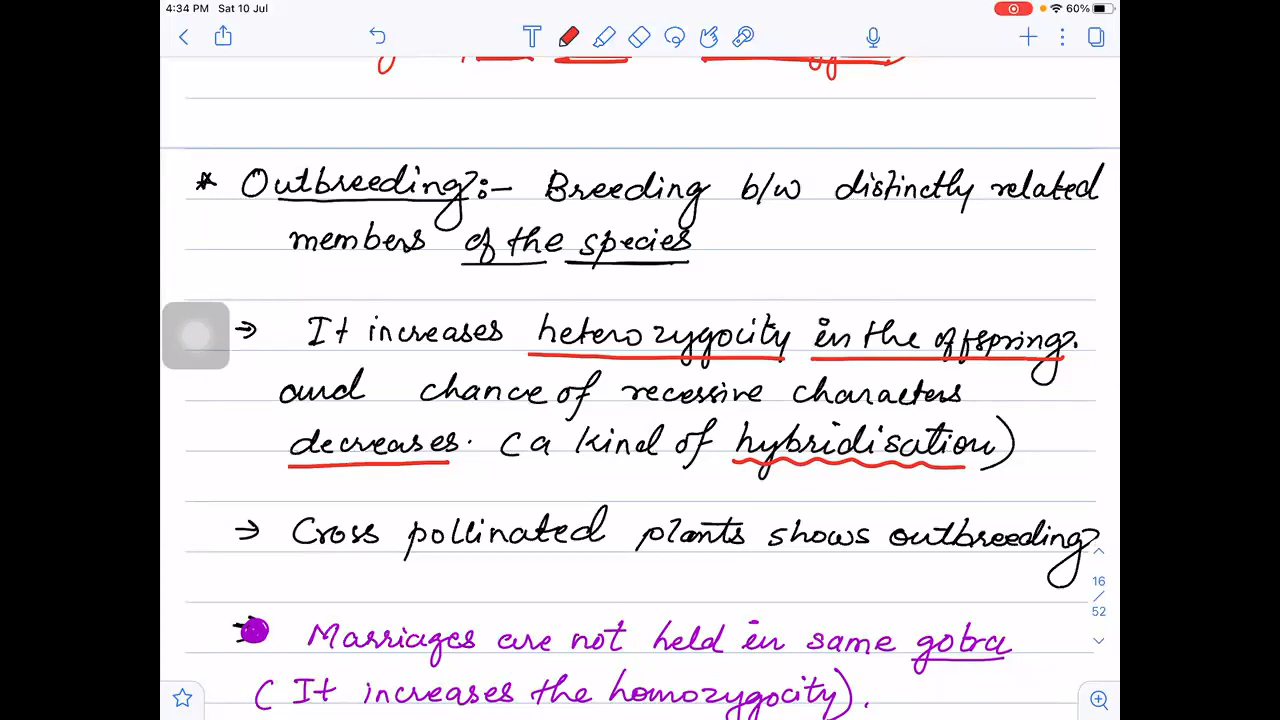 4:34 PM Sat 10 Jul
60%
* Outbreeding:- Breeding b/w distinctly related
members of the species
→ It increases heterozygocity in the offspring.
and chance of recessive characters
decreases. (a kind of hybridisation)
→ Cross pollinated plants shows outbreeding
16
/
52
Marriages are not held in same gotra
( It increases the homozygocity).